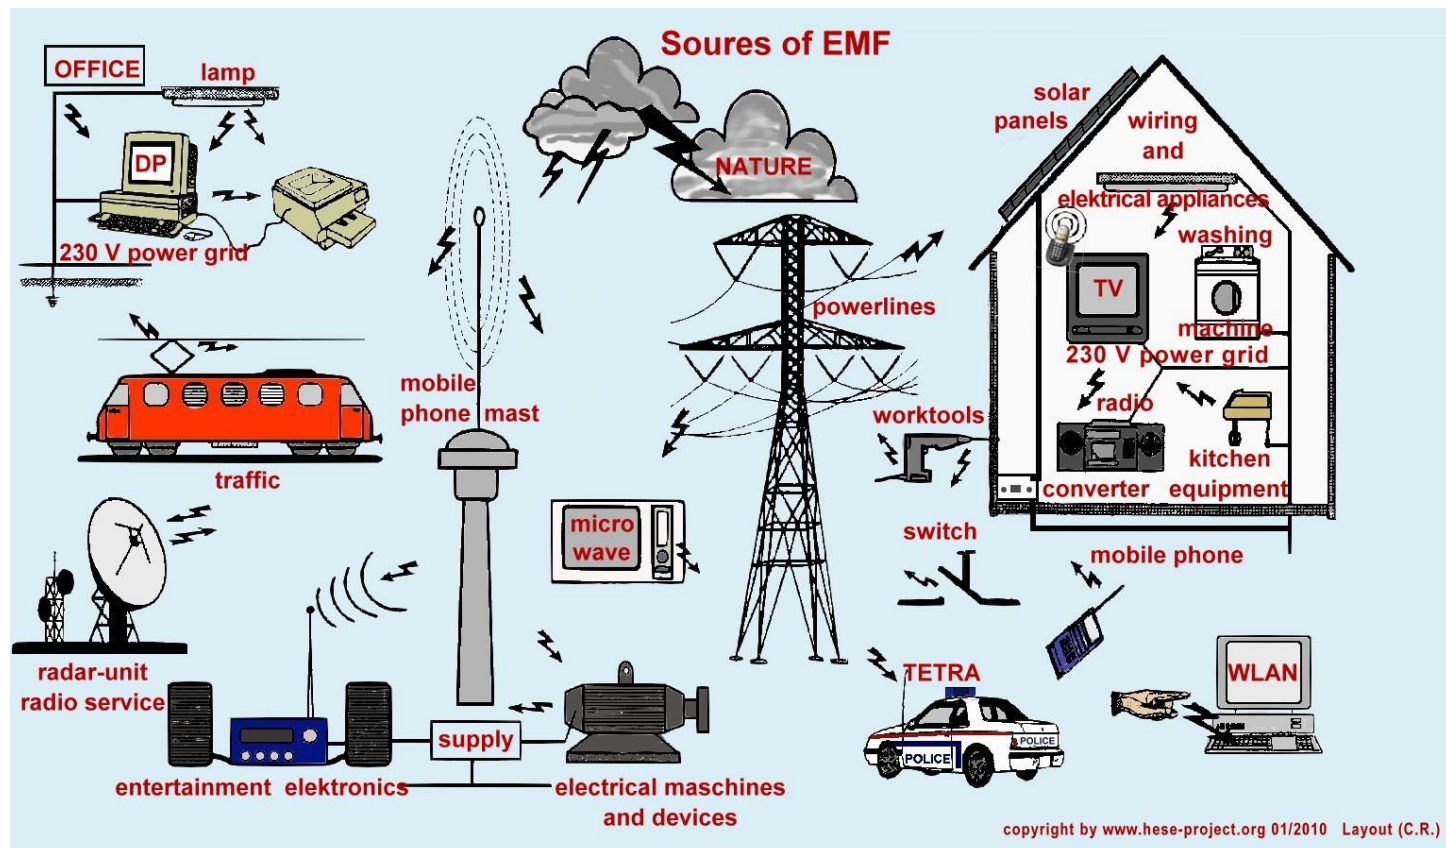 Soures of EMF
OFFICE
lamp
DP
230 V power grid
NATURE
solar
panels
wiring
and
elektrical appliances
washing
machine
TV
230 V power grid
radio
converter
kitchen
equipment
powerlines
mobile
phone mast
traffic
worktools
switch
mobile phone
micro
wave
radar-unit
radio service
TETRA
POLICE
POLICE
WLAN
supply
entertainment elektronics
electrical maschines
and devices
copyright by www.hese-project.org 01/2010 Layout (C.R.)